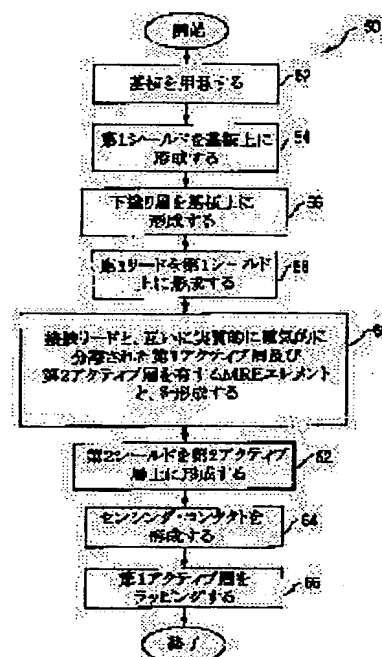 開始
50
基板を用意する
52
第1シールドを基板上に
形成する
54
下塗り層を基板上に
形成する
56
第1リードを第1シールド
上に形成する
58
接触リードと、互いに実質的に電気的に
分離された第1アクティブ層及び
第2アクティブ層を有するMREエレメント
と、を形成する
第2シールドを第2アクティブ
層上に形成する
62
センシング・コンタクトを
形成する
64
第1アクティブ層を
ラッピングする
66
終了